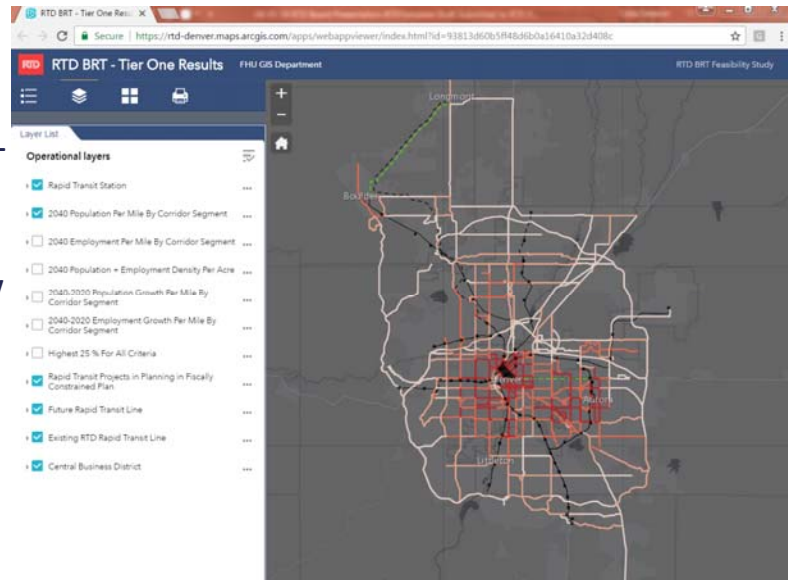 RTD BRT - Tier One Res
Secure | https://rtd-denver.maps.arcgis.com/apps/webappviewer/index.html?id=93813d60b5ff48d6b0a16410a32d408c
RTD RTD BRT - Tier One Results FHU GIS Department RTD BRT Feasibility Study
Layer List
Operational layers
Rapid Transit Station
2040 Population Per Mile By Corridor Segment
2040 Employment Per Mile By Corridor Segment
2040 Population + Employment Density Per Acre
2040-2020 Population Growth Per Mile By
Corridor Segment
2040-2020 Employment Growth Per Mile By
Corridor Segment
Highest 25 % For All Criteria
Rapid Transit Projects in Planning in Fiscally
Constrained Plan
Future Rapid Transit Line
Existing RTD Rapid Transit Line
Central Business District
Longmont
Boulder
Denver
Aurora
Littleton